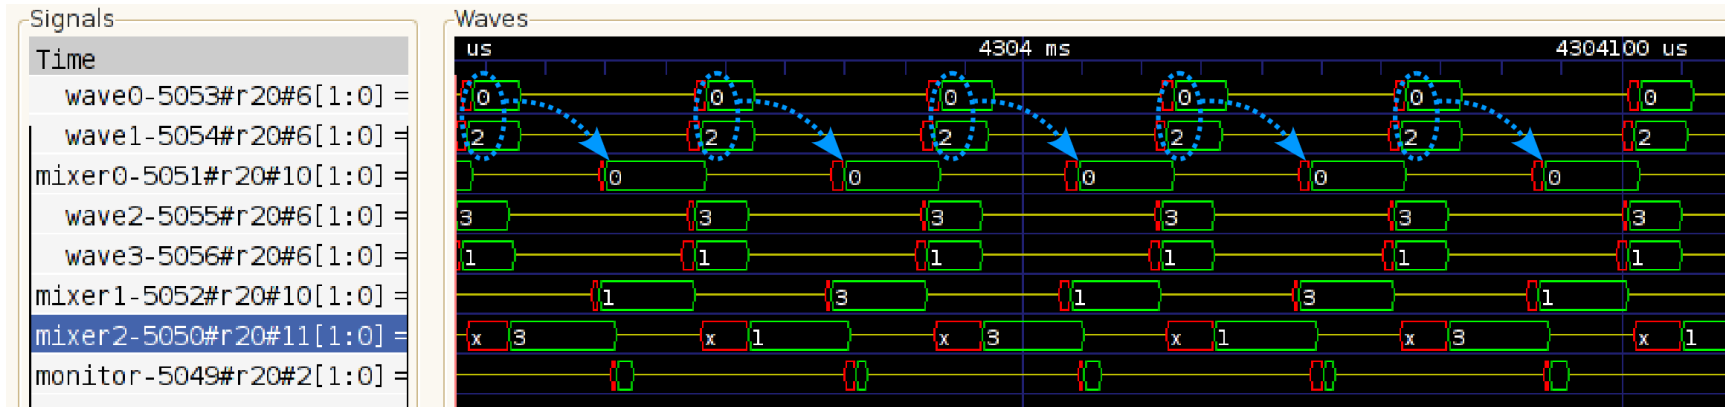 Signals Waves
Time us 4304 ms 4304100 us
wave0-5053#r20#6[1:0] = 0 0 0 0 0 0
wave1-5054#r20#6[1:0] = 2 2 2 2 2 2
mixer0-5051#r20#10[1:0] = 0 0 0 0 0
wave2-5055#r20#6[1:0] = 3 3 3 3 3 3
wave3-5056#r20#6[1:0] = 1 1 1 1 1 1
mixer1-5052#r20#10[1:0] = 1 3 1 3 1
mixer2-5050#r20#11[1:0] = x 3 x 1 x 3 x 1 x 3 x 1
monitor-5049#r20#2[1:0] =